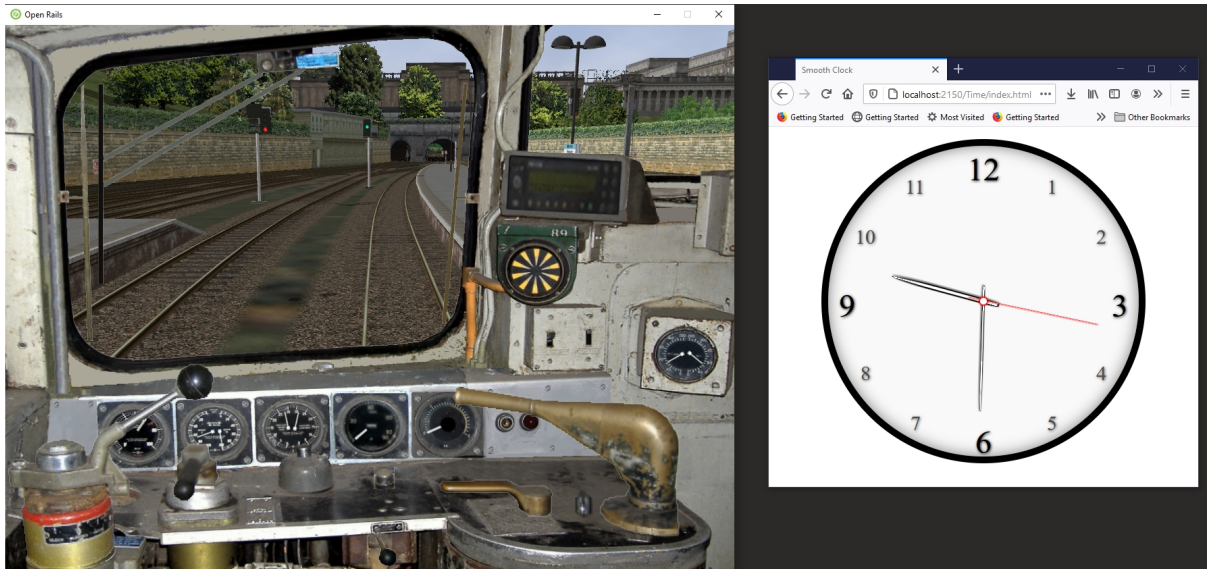 Open Rails
89
Smooth Clock
localhost:2150/Time/index.html
Getting Started
Getting Started
Most Visited
Getting Started
Other Bookmarks
12
1
2
3
4
5
6
7
8
9
10
11